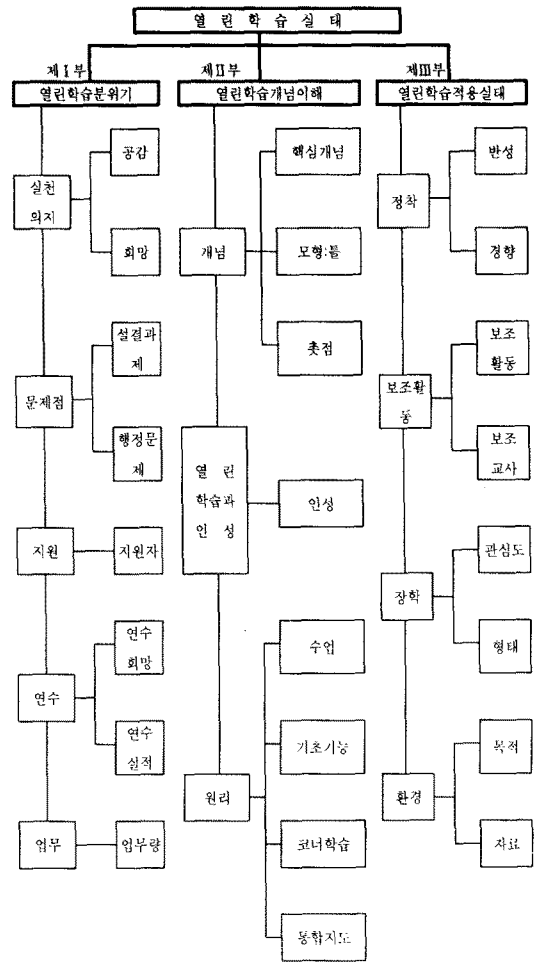 열 린 학 습 실 태
제Ⅰ부
열린학습분위기
실천
의지
공감
희망
문제점
설결과
제
행정문
제
지원
지원자
연수
연수
희망
연수
실적
업무
업무량
제Ⅱ부
열린학습개념이해
개념
핵심개념
모형:틀
촛점
열 린
학습과
인 성
인성
원리
수업
기초기능
코너학습
통합지도
제Ⅲ부
열린학습적용실태
정착
반성
경향
보조활
동
보조
활동
보조
교사
장학
관심도
형태
환경
목적
자료